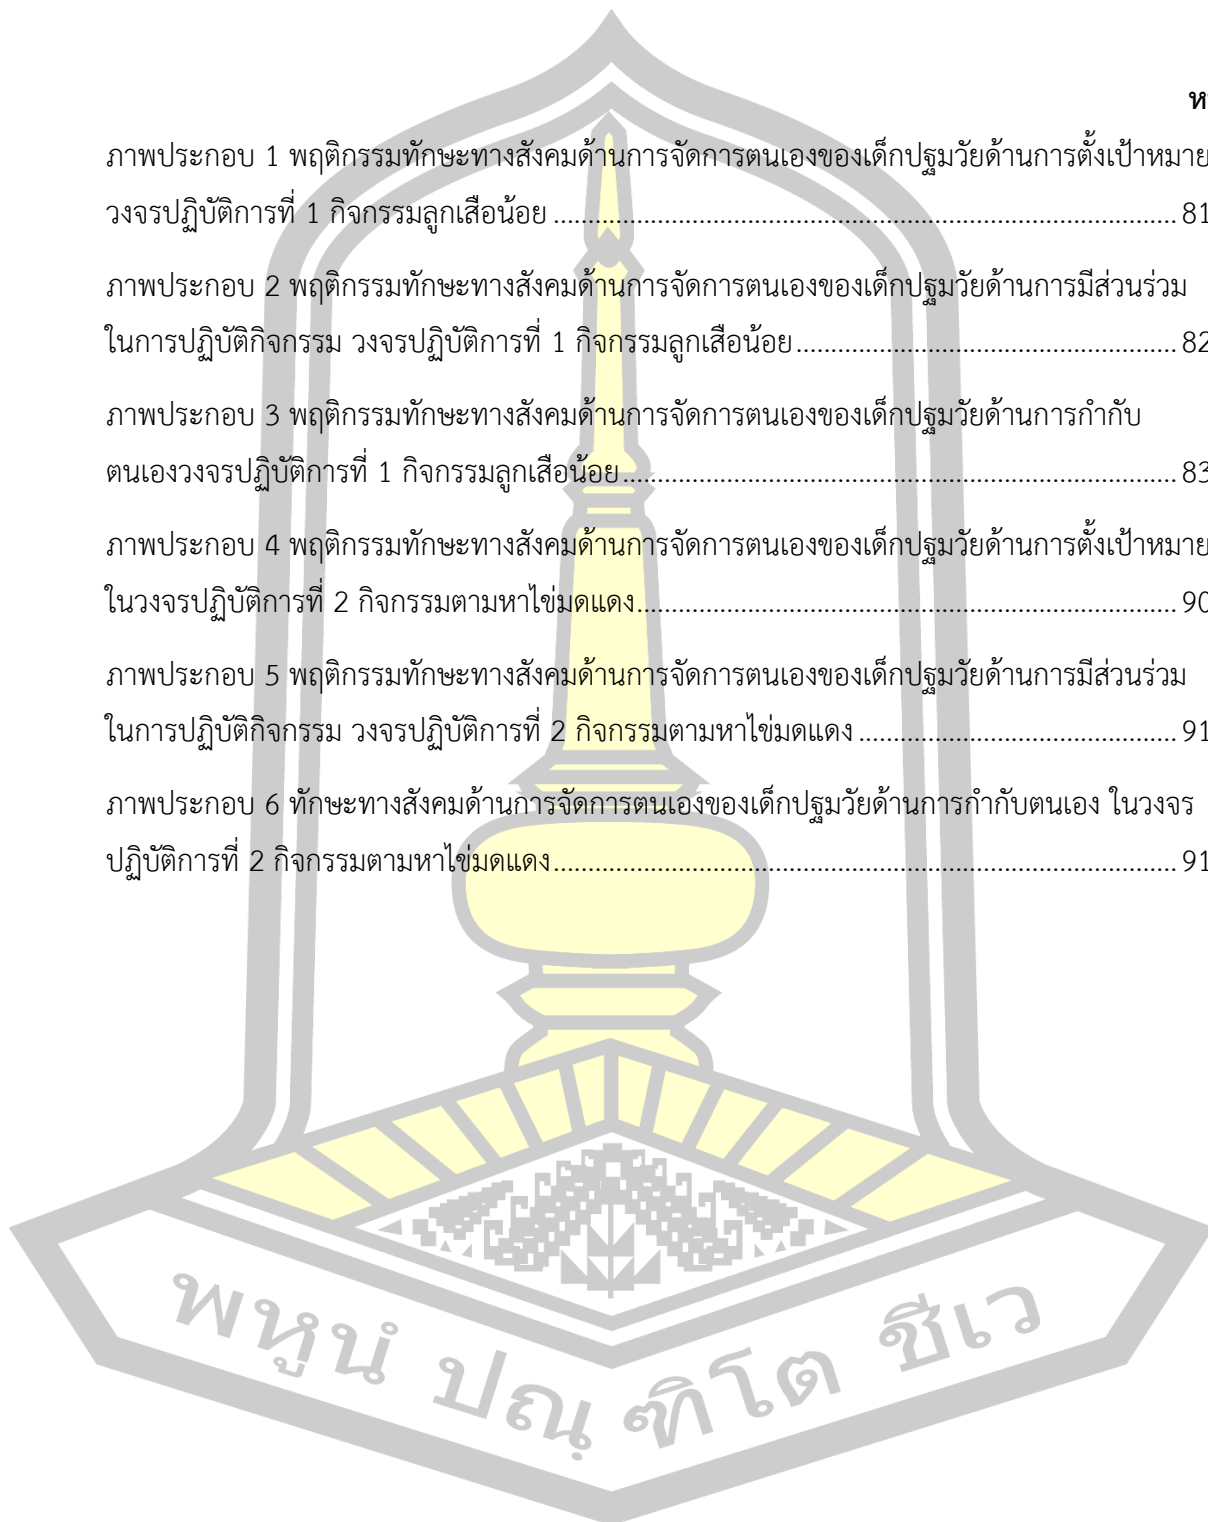 ภาพประกอบ 1 พฤติกรรมทักษะทางสังคมด้านการจัดการตนเองของเด็กปฐมวัยด้านการตั้งเป้าหมาย
วงจรปฏิบัติการที่ 1 กิจกรรมลูกเสือน้อย ........................................................................................... 81
ภาพประกอบ 2 พฤติกรรมทักษะทางสังคมด้านการจัดการตนเองของเด็กปฐมวัยด้านการมีส่วนร่วม
ในการปฏิบัติกิจกรรม วงจรปฏิบัติการที่ 1 กิจกรรมลูกเสือน้อย ....................................................... 82
ภาพประกอบ 3 พฤติกรรมทักษะทางสังคมด้านการจัดการตนเองของเด็กปฐมวัยด้านการกำกับ
ตนเองวงจรปฏิบัติการที่ 1 กิจกรรมลูกเสือน้อย ................................................................................ 83
ภาพประกอบ 4 พฤติกรรมทักษะทางสังคมด้านการจัดการตนเองของเด็กปฐมวัยด้านการตั้งเป้าหมาย
ในวงจรปฏิบัติการที่ 2 กิจกรรมตามหาไข่มดแดง .............................................................................. 90
ภาพประกอบ 5 พฤติกรรมทักษะทางสังคมด้านการจัดการตนเองของเด็กปฐมวัยด้านการมีส่วนร่วม
ในการปฏิบัติกิจกรรม วงจรปฏิบัติการที่ 2 กิจกรรมตามหาไข่มดแดง .............................................. 91
ภาพประกอบ 6 ทักษะทางสังคมด้านการจัดการตนเองของเด็กปฐมวัยด้านการกำกับตนเอง ในวงจร
ปฏิบัติการที่ 2 กิจกรรมตามหาไข่มดแดง .......................................................................................... 91
พหูนํ ปณฺฑิโต ชีเว